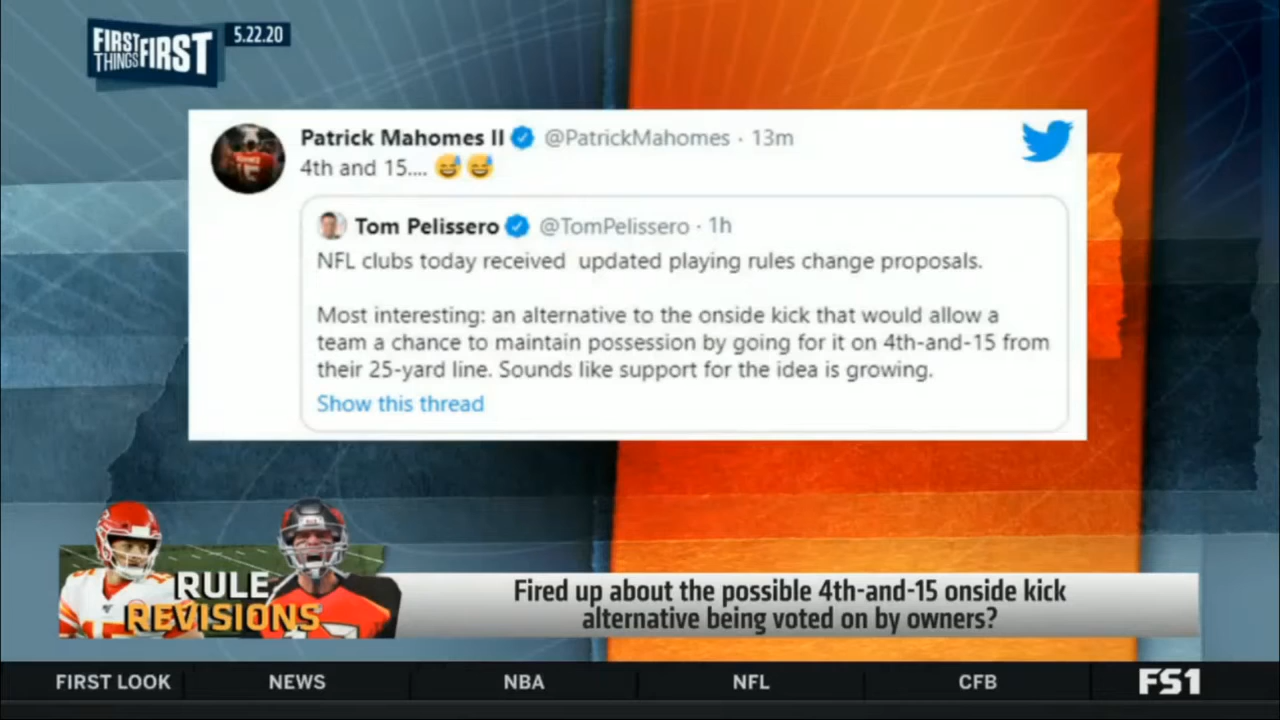 FIRST
THINGS FIRST
5.22.20
Patrick Mahomes II @PatrickMahomes · 13m
4th and 15.... 😅 😅
Tom Pelissero @TomPelissero · 1h
NFL clubs today received updated playing rules change proposals.
Most interesting: an alternative to the onside kick that would allow a
team a chance to maintain possession by going for it on 4th-and-15 from
their 25-yard line. Sounds like support for the idea is growing.
Show this thread
RULE
REVISIONS
Fired up about the possible 4th-and-15 onside kick
alternative being voted on by owners?
FIRST LOOK NEWS NBA NFL CFB FS1